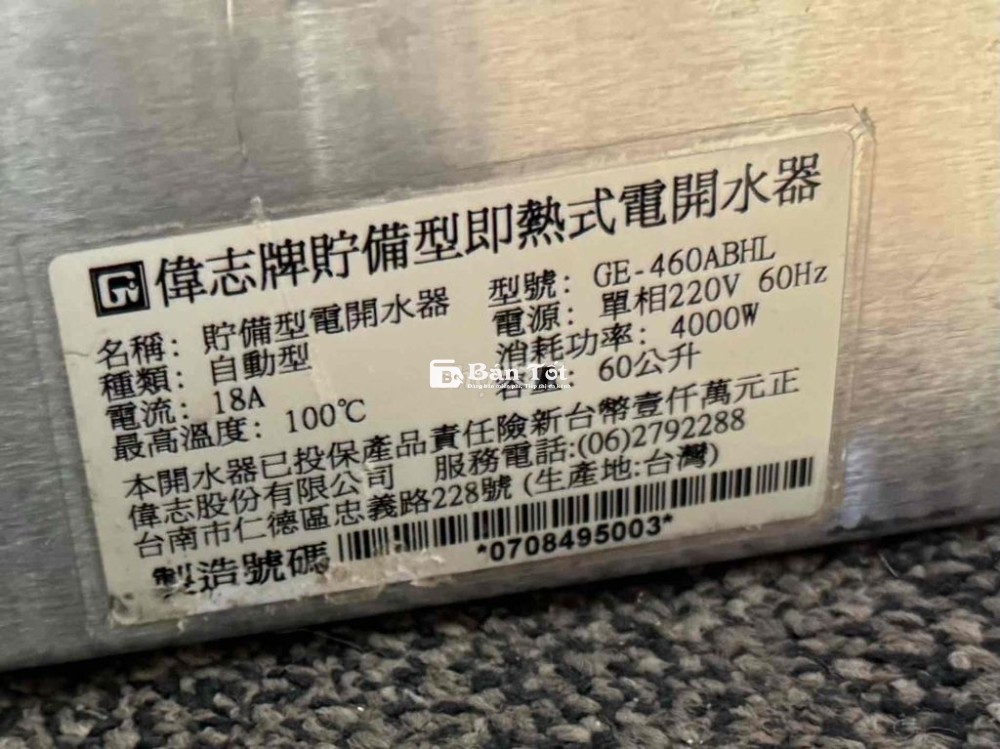 偉志牌貯備型即熱式電開水器
名稱: 貯備型電開水器 型號: GE-460ABHL
種類: 自動型 電源: 單相220V 60Hz
電流: 18A 消耗功率: 4000W
最高溫度: 100℃ 容量: 60公升
本開水器已投保產品責任險新台幣壹仟萬元正
偉志股份有限公司 服務電話:(06)2792288
台南市仁德區忠義路228號 (生產地:台灣)
製造號碼 *0708495003*
Bán Tốt